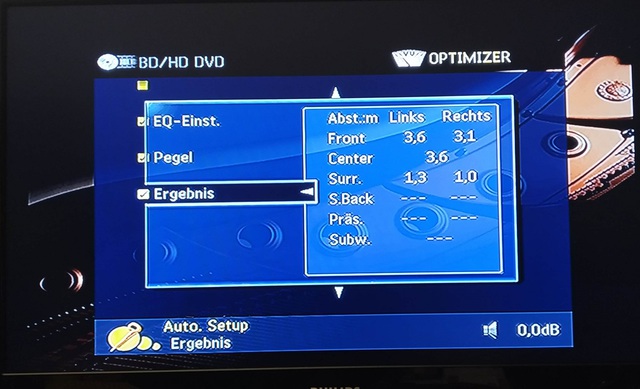 BD/HD DVD
OPTIMIZER
EQ-Einst.
Pegel
Ergebnis
Abst.:m Links Rechts
Front 3,6 3,1
Center 3,6
Surr. 1,3 1,0
S.Back --- ---
Präs. --- ---
Subw. ---
Auto. Setup
Ergebnis
0,0dB